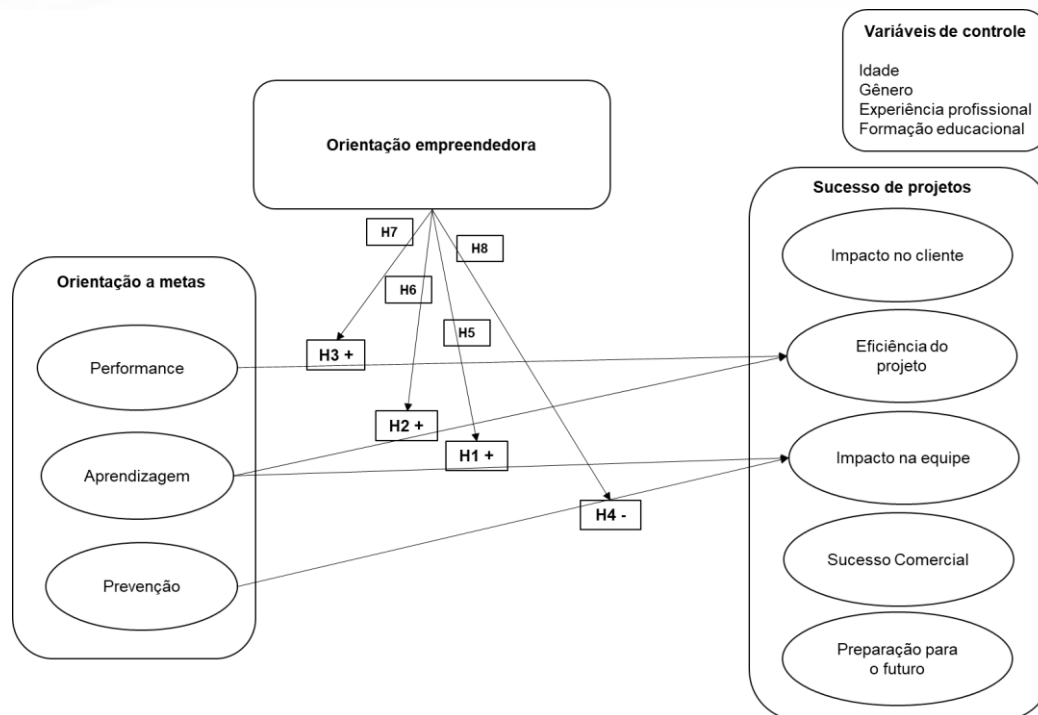 Variáveis de controle
Idade
Gênero
Experiência profissional
Formação educacional
Orientação empreendedora
Sucesso de projetos
H7
H8
Impacto no cliente
Orientação a metas
H6
H5
Eficiência do
projeto
H3 +
Performance
H2 +
H1 +
Impacto na equipe
Aprendizagem
H4 -
Sucesso Comercial
Prevenção
Preparação para
o futuro